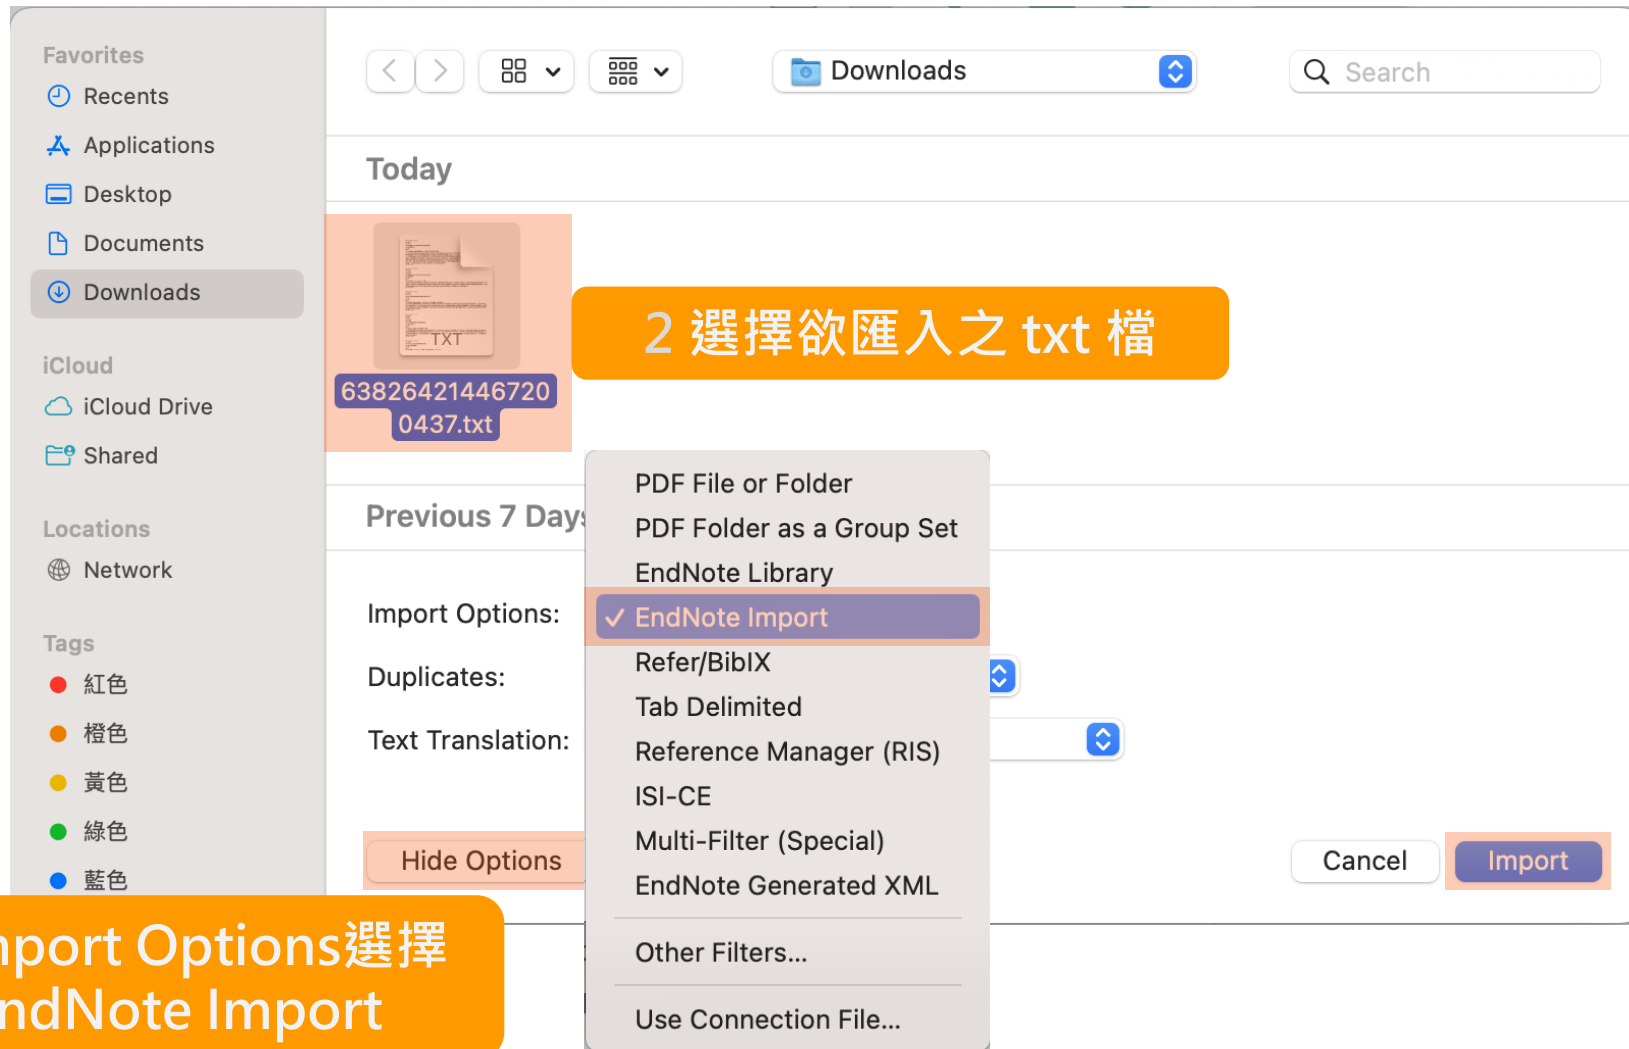 Favorites
Recents
Applications
Desktop
Documents
Downloads
iCloud
iCloud Drive
Shared
Locations
Network
Tags
紅色
橙色
黃色
綠色
藍色
Downloads
Search
Today
TXT
63826421446720
0437.txt
2 選擇欲匯入之 txt 檔
Previous 7 Days
Import Options:
Duplicates:
Text Translation:
PDF File or Folder
PDF Folder as a Group Set
EndNote Library
✓ EndNote Import
Refer/BibIX
Tab Delimited
Reference Manager (RIS)
ISI-CE
Multi-Filter (Special)
EndNote Generated XML
Other Filters...
Use Connection File...
Hide Options
Cancel
Import
mport Options選擇
ndNote Import